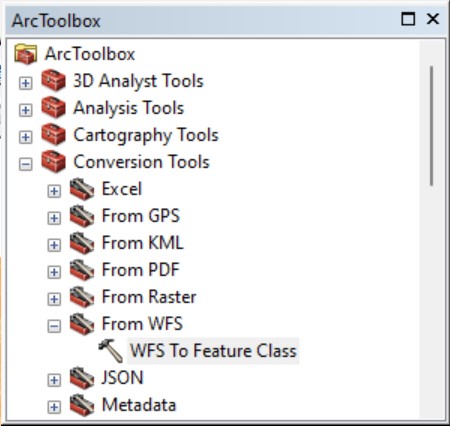 ArcToolbox
ArcToolbox
3D Analyst Tools
Analysis Tools
Cartography Tools
Conversion Tools
Excel
From GPS
From KML
From PDF
From Raster
From WFS
WFS To Feature Class
JSON
Metadata